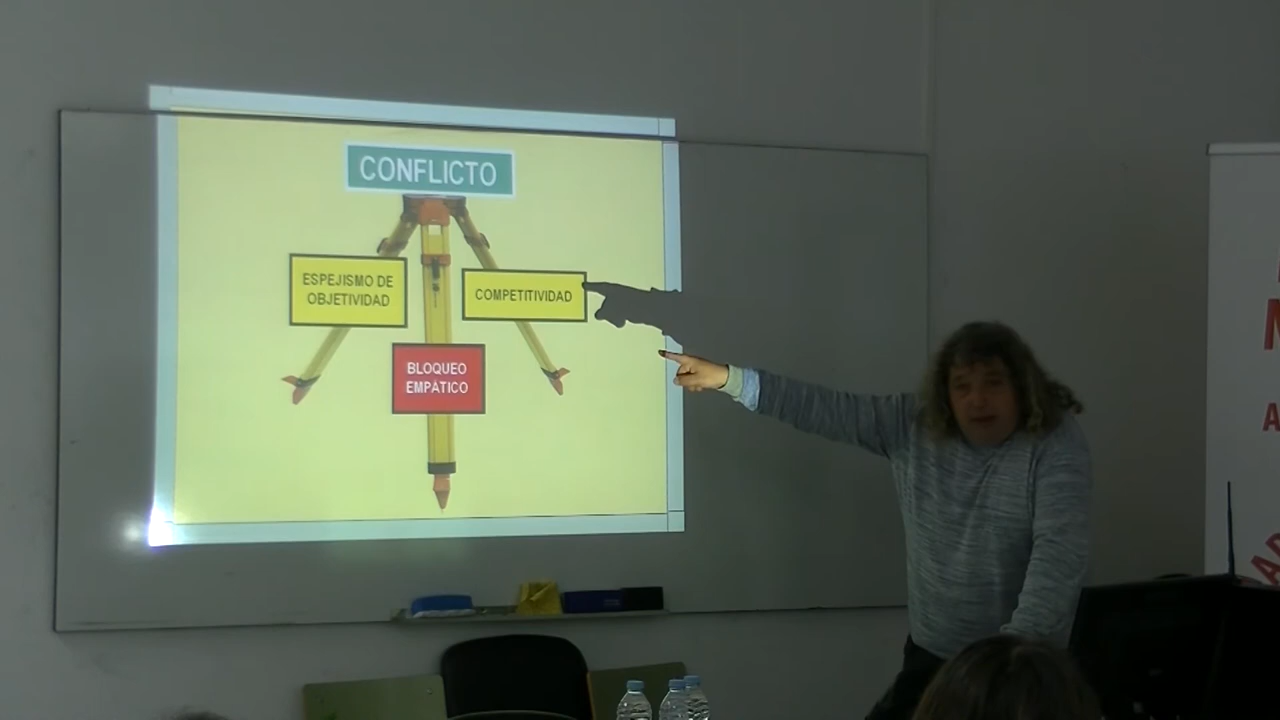 CONFLICTO
ESPEJISMO DE
OBJETIVIDAD
COMPETITIVIDAD
BLOQUEO
EMPÁTICO